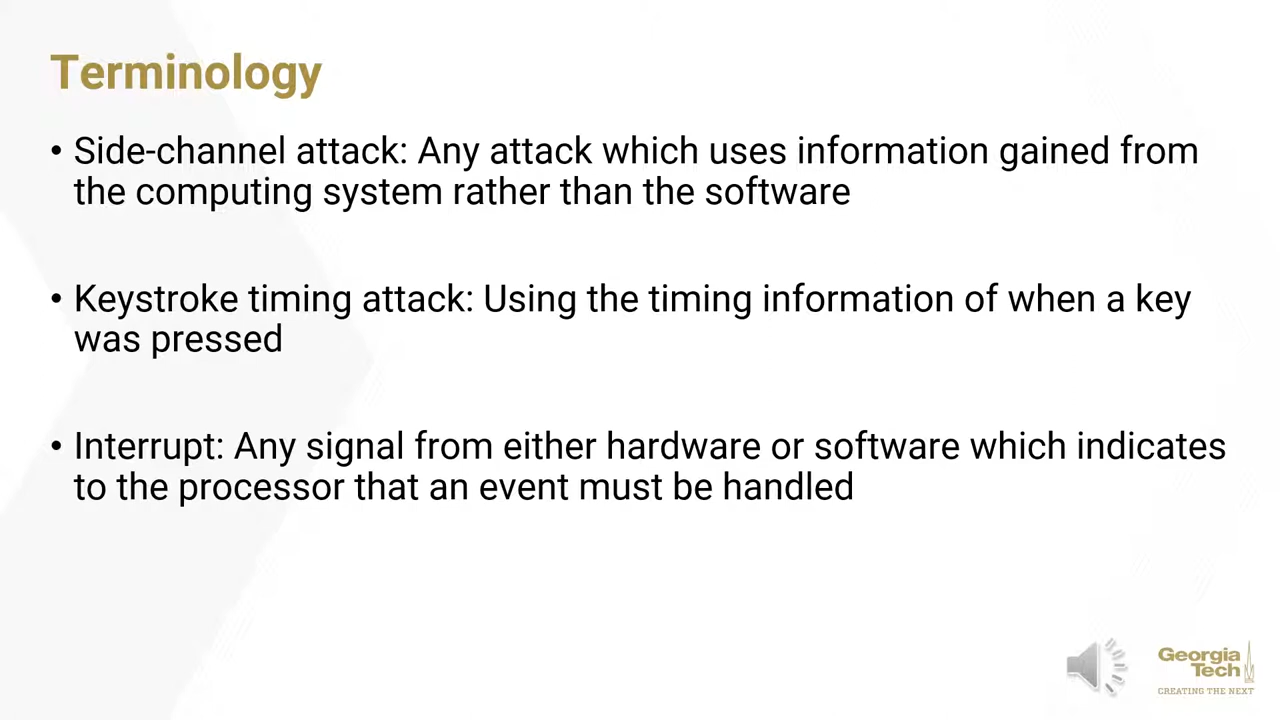 Terminology
• Side-channel attack: Any attack which uses information gained from
the computing system rather than the software
• Keystroke timing attack: Using the timing information of when a key
was pressed
• Interrupt: Any signal from either hardware or software which indicates
to the processor that an event must be handled
Georgia
Tech
CREATING THE NEXT